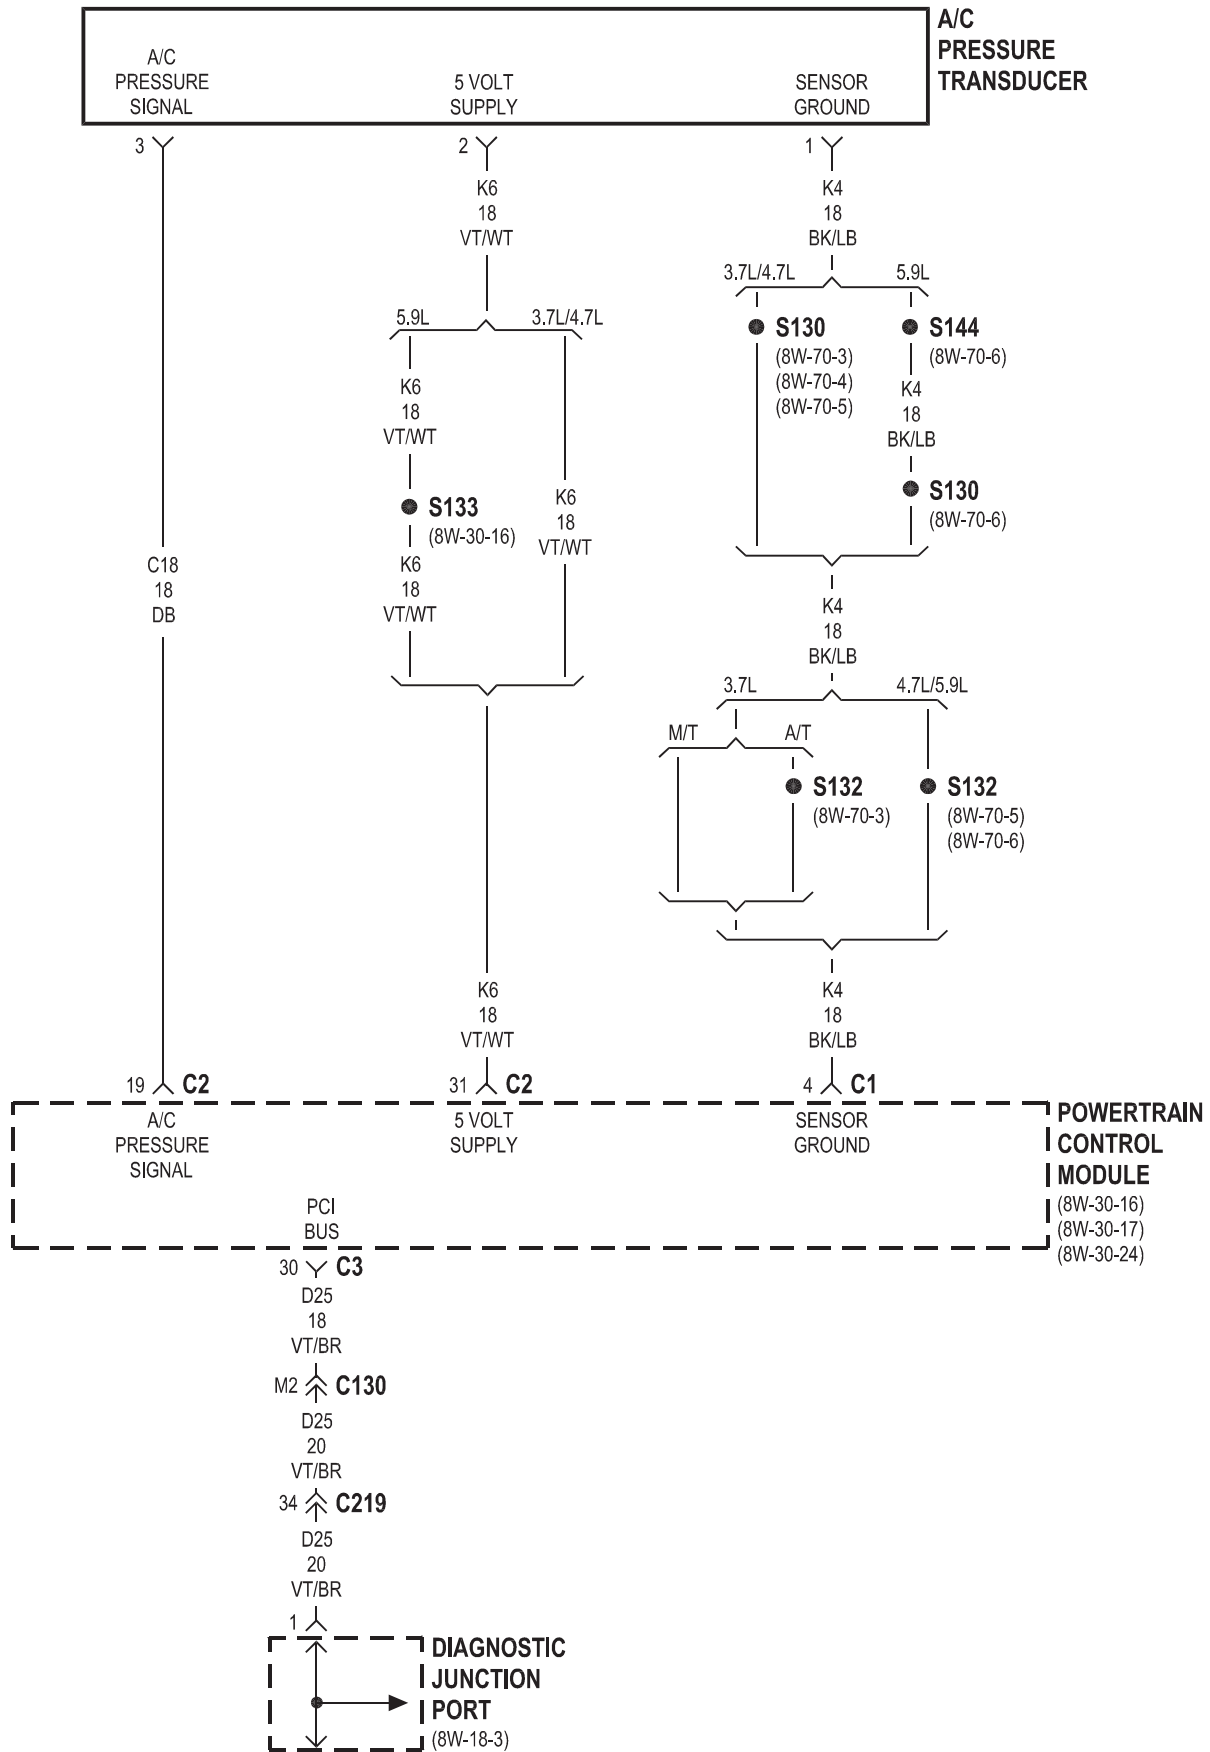 A/C
PRESSURE
TRANSDUCER
A/C
PRESSURE
SIGNAL
5 VOLT
SUPPLY
SENSOR
GROUND
3
2
1
K6
18
VT/WT
K4
18
BK/LB
3.7L/4.7L
5.9L
5.9L
3.7L/4.7L
S130
(8W-70-3)
(8W-70-4)
(8W-70-5)
S144
(8W-70-6)
K6
18
VT/WT
K4
18
BK/LB
S133
(8W-30-16)
K6
18
VT/WT
S130
(8W-70-6)
C18
18
DB
K6
18
VT/WT
K4
18
BK/LB
3.7L
4.7L/5.9L
M/T
A/T
S132
(8W-70-3)
S132
(8W-70-5)
(8W-70-6)
K6
18
VT/WT
K4
18
BK/LB
19
C2
31
C2
4
C1
A/C
PRESSURE
SIGNAL
5 VOLT
SUPPLY
SENSOR
GROUND
POWERTRAIN
CONTROL
MODULE
(8W-30-16)
(8W-30-17)
(8W-30-24)
PCI
BUS
30
C3
D25
18
VT/BR
M2
C130
D25
20
VT/BR
34
C219
D25
20
VT/BR
1
DIAGNOSTIC
JUNCTION
PORT
(8W-18-3)